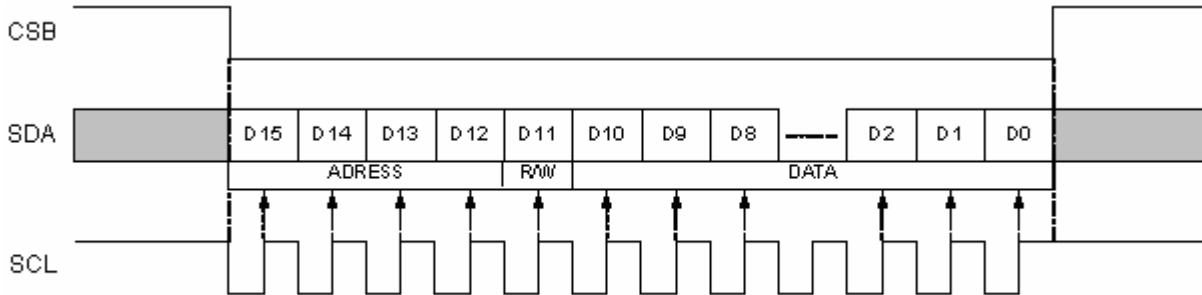 CSB
SDA D15 D14 D13 D12 D11 D10 D9 D8 D2 D1 D0
ADRESS R/W DATA
SCL